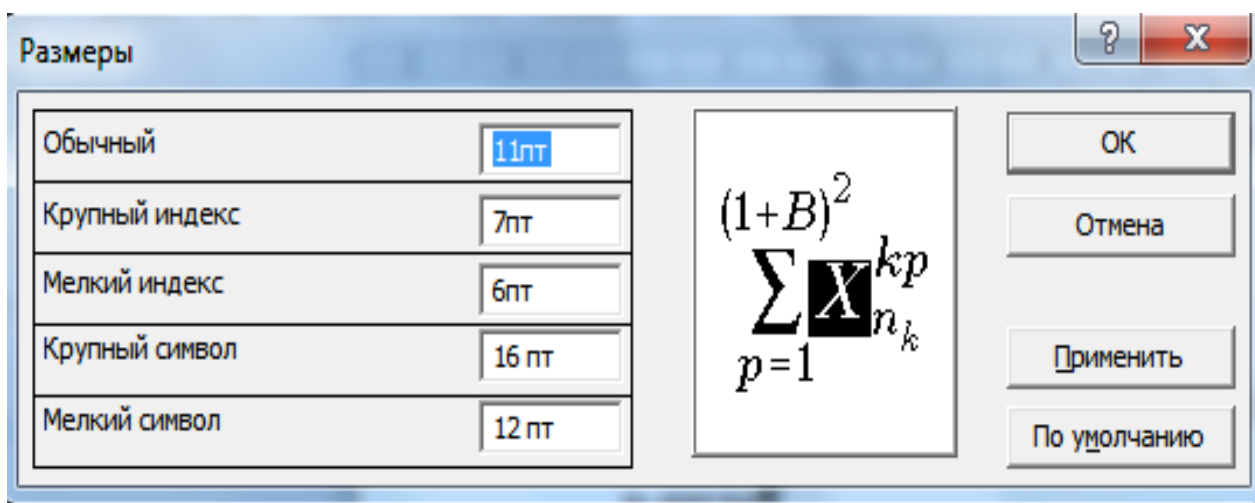 Размеры
?
X
Обычный 11пт
Крупный индекс 7пт
Мелкий индекс 6пт
Крупный символ 16 пт
Мелкий символ 12 пт
(1+B)2
∑ X kp
nk
p=1
OK
Отмена
Применить
По умолчанию